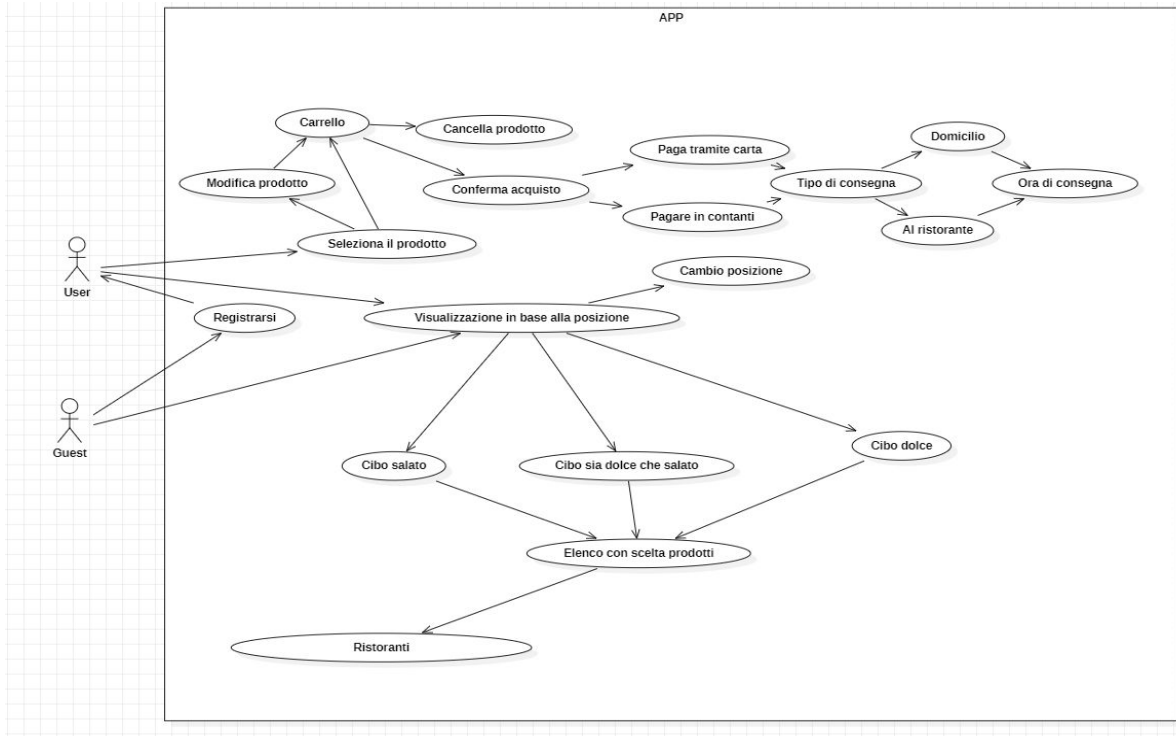 APP
Carrello
Cancella prodotto
Paga tramite carta
Domicilio
Modifica prodotto
Conferma acquisto
Tipo di consegna
Ora di consegna
Pagare in contanti
Al ristorante
Seleziona il prodotto
User
Cambio posizione
Registrarsi
Visualizzazione in base alla posizione
Guest
Cibo salato
Cibo sia dolce che salato
Cibo dolce
Elenco con scelta prodotti
Ristoranti